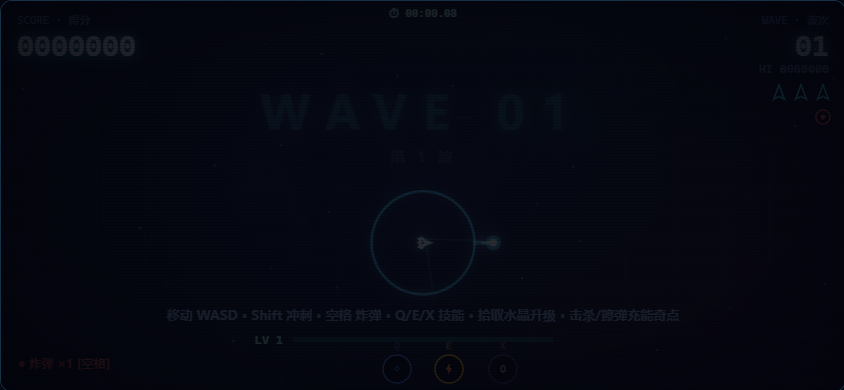 SCORE · 得分
0000000
00:00.08
WAVE · 波次
01
HI 0000000
WAVE 01
第 1 波
移动 WASD • Shift 冲刺 • 空格 炸弹 • Q/E/X 技能 • 拾取水晶升级 • 击杀/擦弹充能奇点
LV 1
Q E X
0
• 炸弹 ×1 [空格]